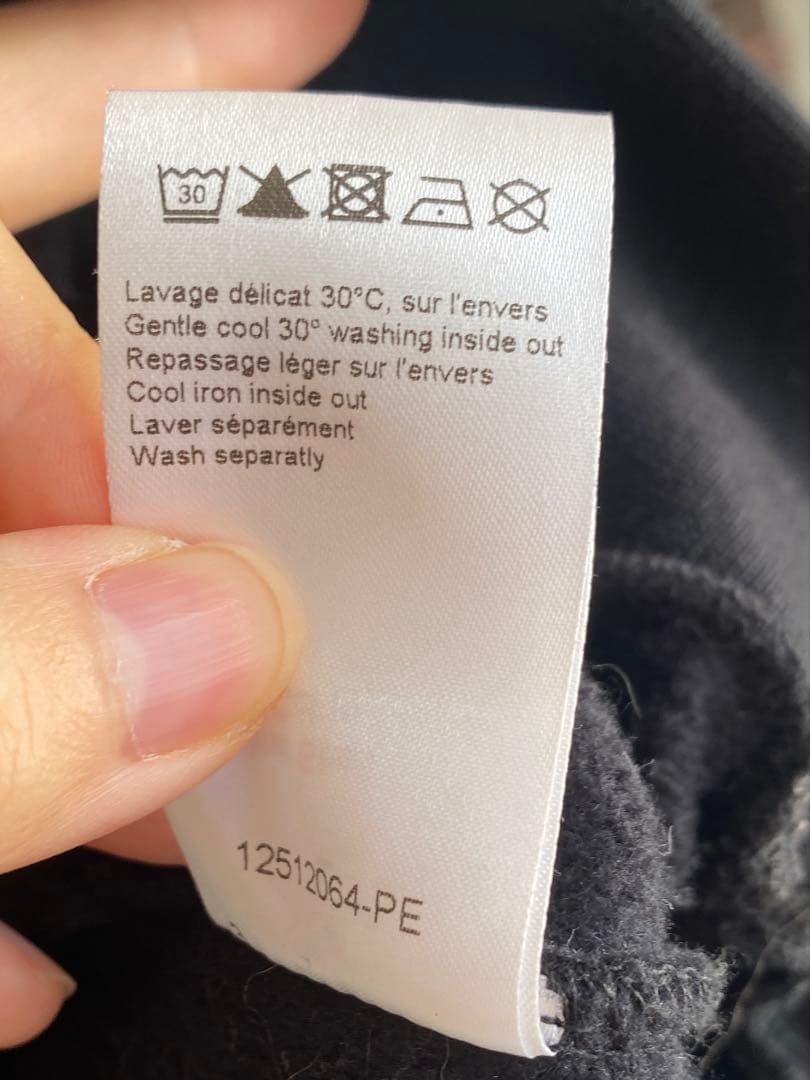 30
Lavage délicat 30°C, sur l'envers
Gentle cool 30° washing inside out
Repassage léger sur l'envers
Cool iron inside out
Laver séparément
Wash separatly
12512064-PE